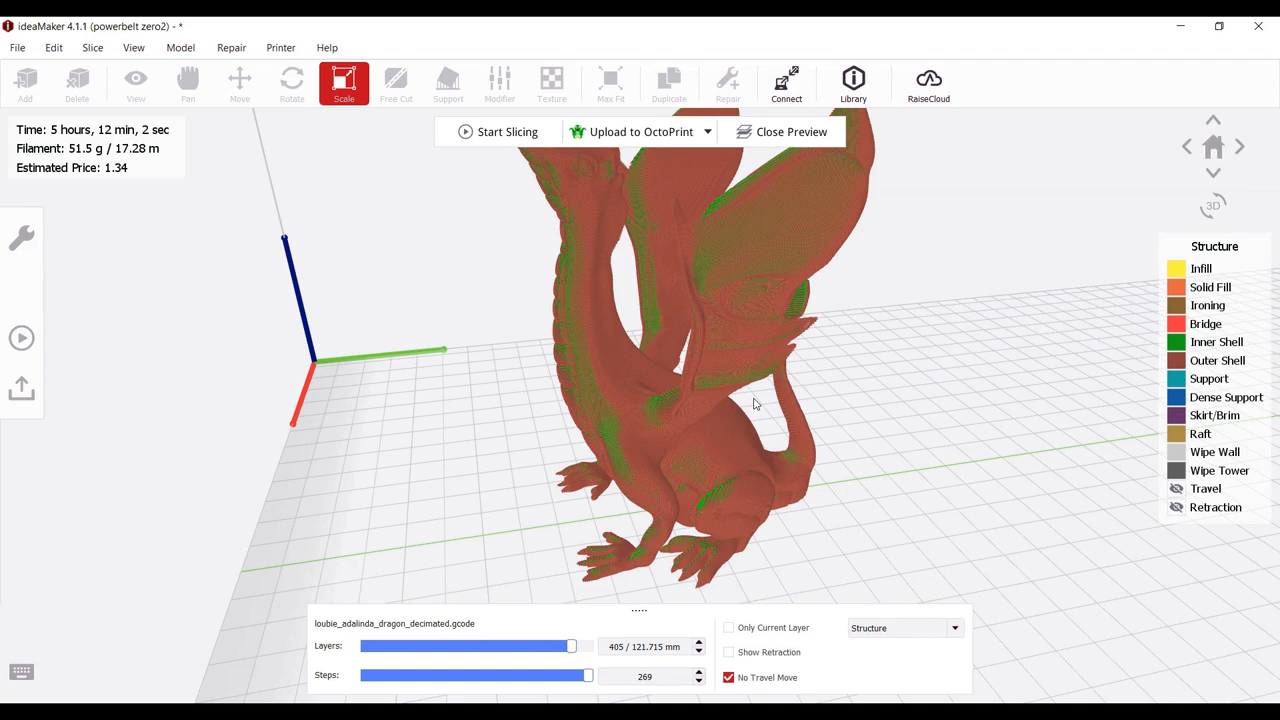 ideaMaker 4.1.1 (powerbelt zero2) - *
File Edit Slice View Model Repair Printer Help
Add Delete View Pan Move Rotate Scale Free Cut Support Modifier Texture Max Fit Duplicate Repair Connect Library RaiseCloud
Start Slicing Upload to OctoPrint Close Preview
Time: 5 hours, 12 min, 2 sec
Filament: 51.5 g / 17.28 m
Estimated Price: 1.34
3D
Structure
Infill
Solid Fill
Ironing
Bridge
Inner Shell
Outer Shell
Support
Dense Support
Skirt/Brim
Raft
Wipe Wall
Wipe Tower
Travel
Retraction
loubie_adalinda_dragon_decimated.gcode
Layers: 405 / 121.715 mm
Steps: 269
Only Current Layer Structure
Show Retraction
No Travel Move